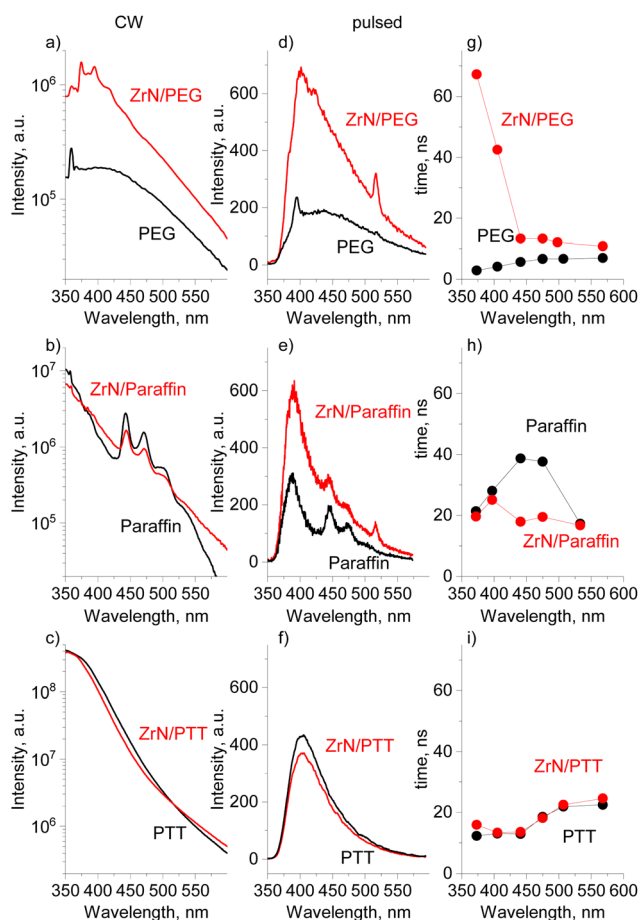 CW
pulsed
a)
10⁶
10⁵
Intensity, a.u.
ZrN/PEG
PEG
350 400 450 500 550
Wavelength, nm
d)
600
400
200
0
Intensity, a.u.
ZrN/PEG
PEG
350 400 450 500 550
Wavelength, nm
g)
60
40
20
0
time, ns
ZrN/PEG
PEG
350 400 450 500 550 600
Wavelength, nm
b)
10⁷
10⁶
10⁵
Intensity, a.u.
ZrN/Paraffin
Paraffin
350 400 450 500 550
Wavelength, nm
e)
600
400
200
0
Intensity, a.u.
ZrN/Paraffin
Paraffin
350 400 450 500 550
Wavelength, nm
h)
60
40
20
0
time, ns
Paraffin
ZrN/Paraffin
350 400 450 500 550 600
Wavelength, nm
c)
10⁸
10⁷
10⁶
Intensity, a.u.
ZrN/PTT
PTT
350 400 450 500 550
Wavelength, nm
f)
600
400
200
0
Intensity, a.u.
ZrN/PTT
PTT
350 400 450 500 550
Wavelength, nm
i)
60
40
20
0
time, ns
ZrN/PTT
PTT
350 400 450 500 550 600
Wavelength, nm